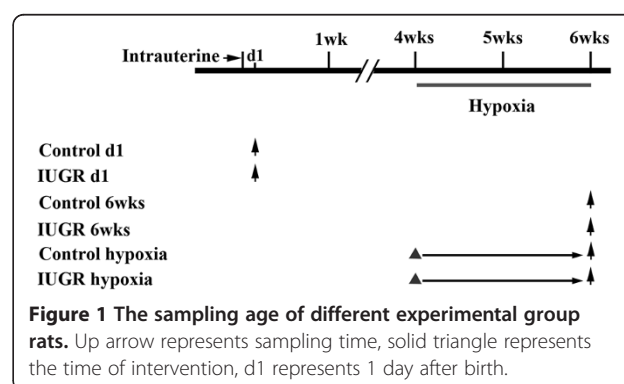 1wk 4wks 5wks 6wks
Intrauterine d1
Hypoxia
Control d1
IUGR d1
Control 6wks
IUGR 6wks
Control hypoxia
IUGR hypoxia
Figure 1 The sampling age of different experimental group
rats. Up arrow represents sampling time, solid triangle represents
the time of intervention, d1 represents 1 day after birth.